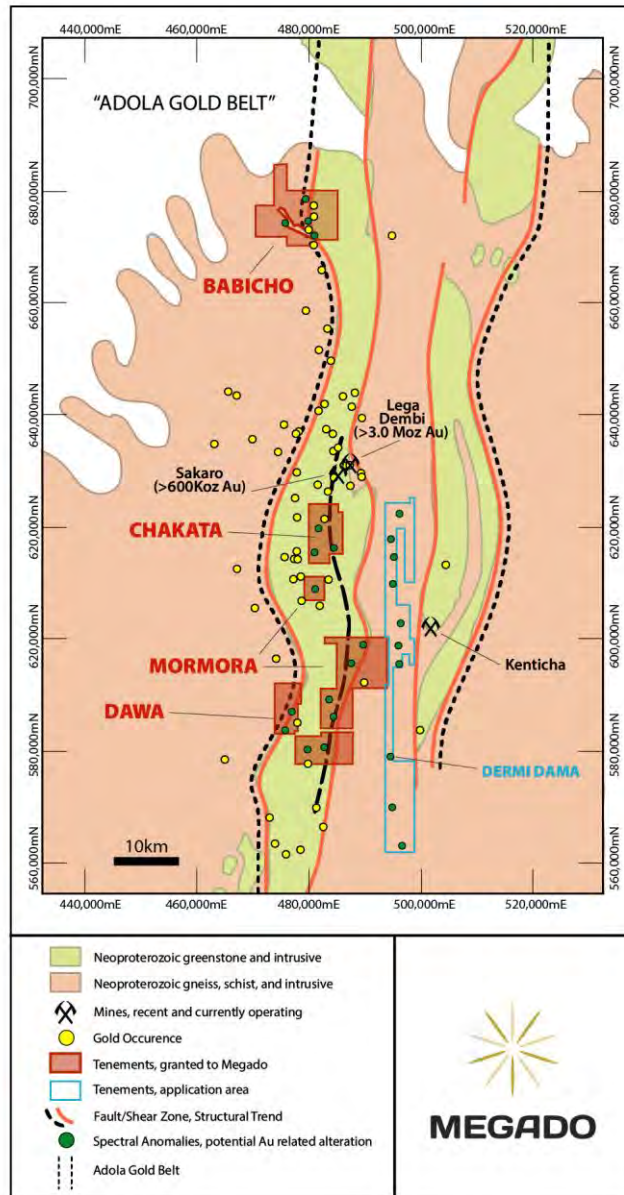 440,000mE 460,000mE 480,000mE 500,000mE 520,000mE
700,000mN
700,000mN
"ADOLA GOLD BELT"
680,000mN
680,000mN
BABICHO
660,000mN
660,000mN
640,000mN
640,000mN
Lega
Dembi
(>3.0 Moz Au)
Sakaro
(>600Koz Au)
CHAKATA
620,000mN
620,000mN
600,000mN
620,000mN
MORMORA
Kenticha
DAWA
580,000mN
580,000mN
DERMI DAMA
10km
560,000mN
560,000mN
440,000mE 460,000mE 480,000mE 500,000mE 520,000mE
Neoproterozoic greenstone and intrusive
Neoproterozoic gneiss, schist, and intrusive
Mines, recent and currently operating
Gold Occurence
Tenements, granted to Megado
Tenements, application area
Fault/Shear Zone, Structural Trend
Spectral Anomalies, potential Au related alteration
Adola Gold Belt
MEGADO